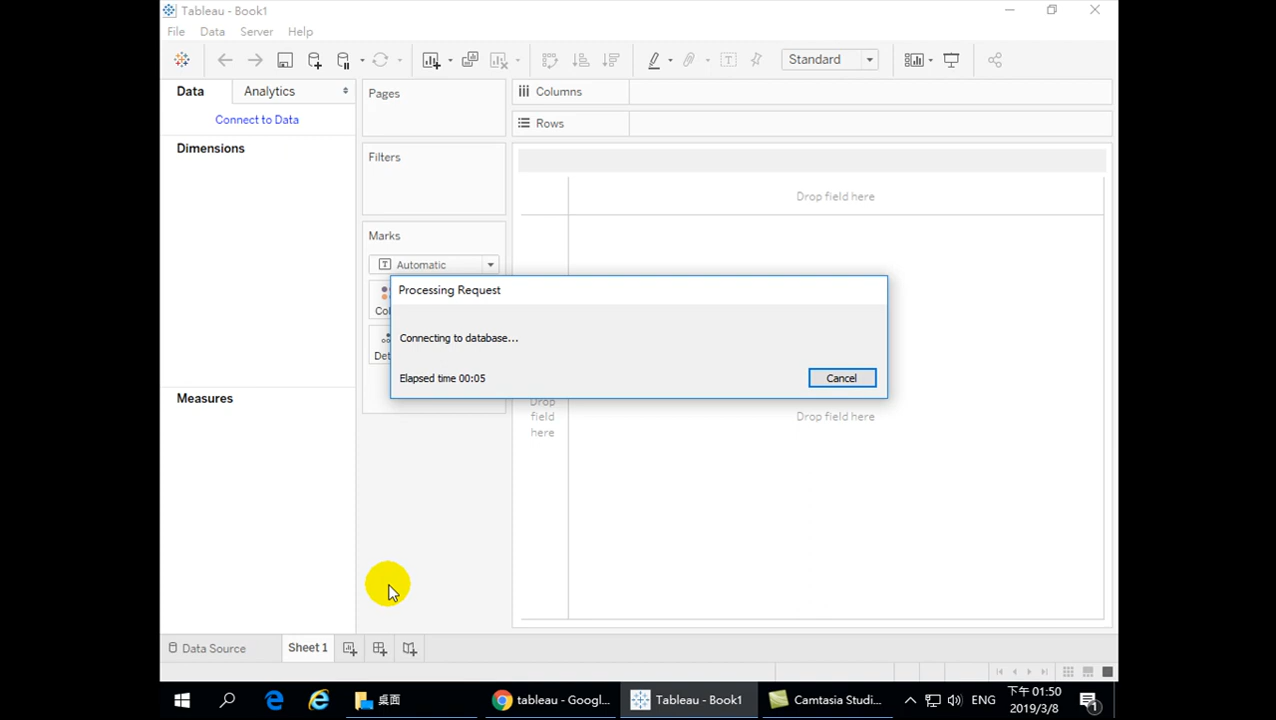 Tableau - Book1
File Data Server Help
Standard
Data Analytics Pages Columns
Connect to Data
Rows
Dimensions Filters
Drop field here
Marks
Automatic
Processing Request
Col
Connecting to database...
Det
Elapsed time 00:05 Cancel
Measures
Drop
field
here
Drop field here
Data Source Sheet 1
桌面 tableau - Googl... Tableau - Book1 Camtasia Studi... ENG
下午 01:50
2019/3/8
1